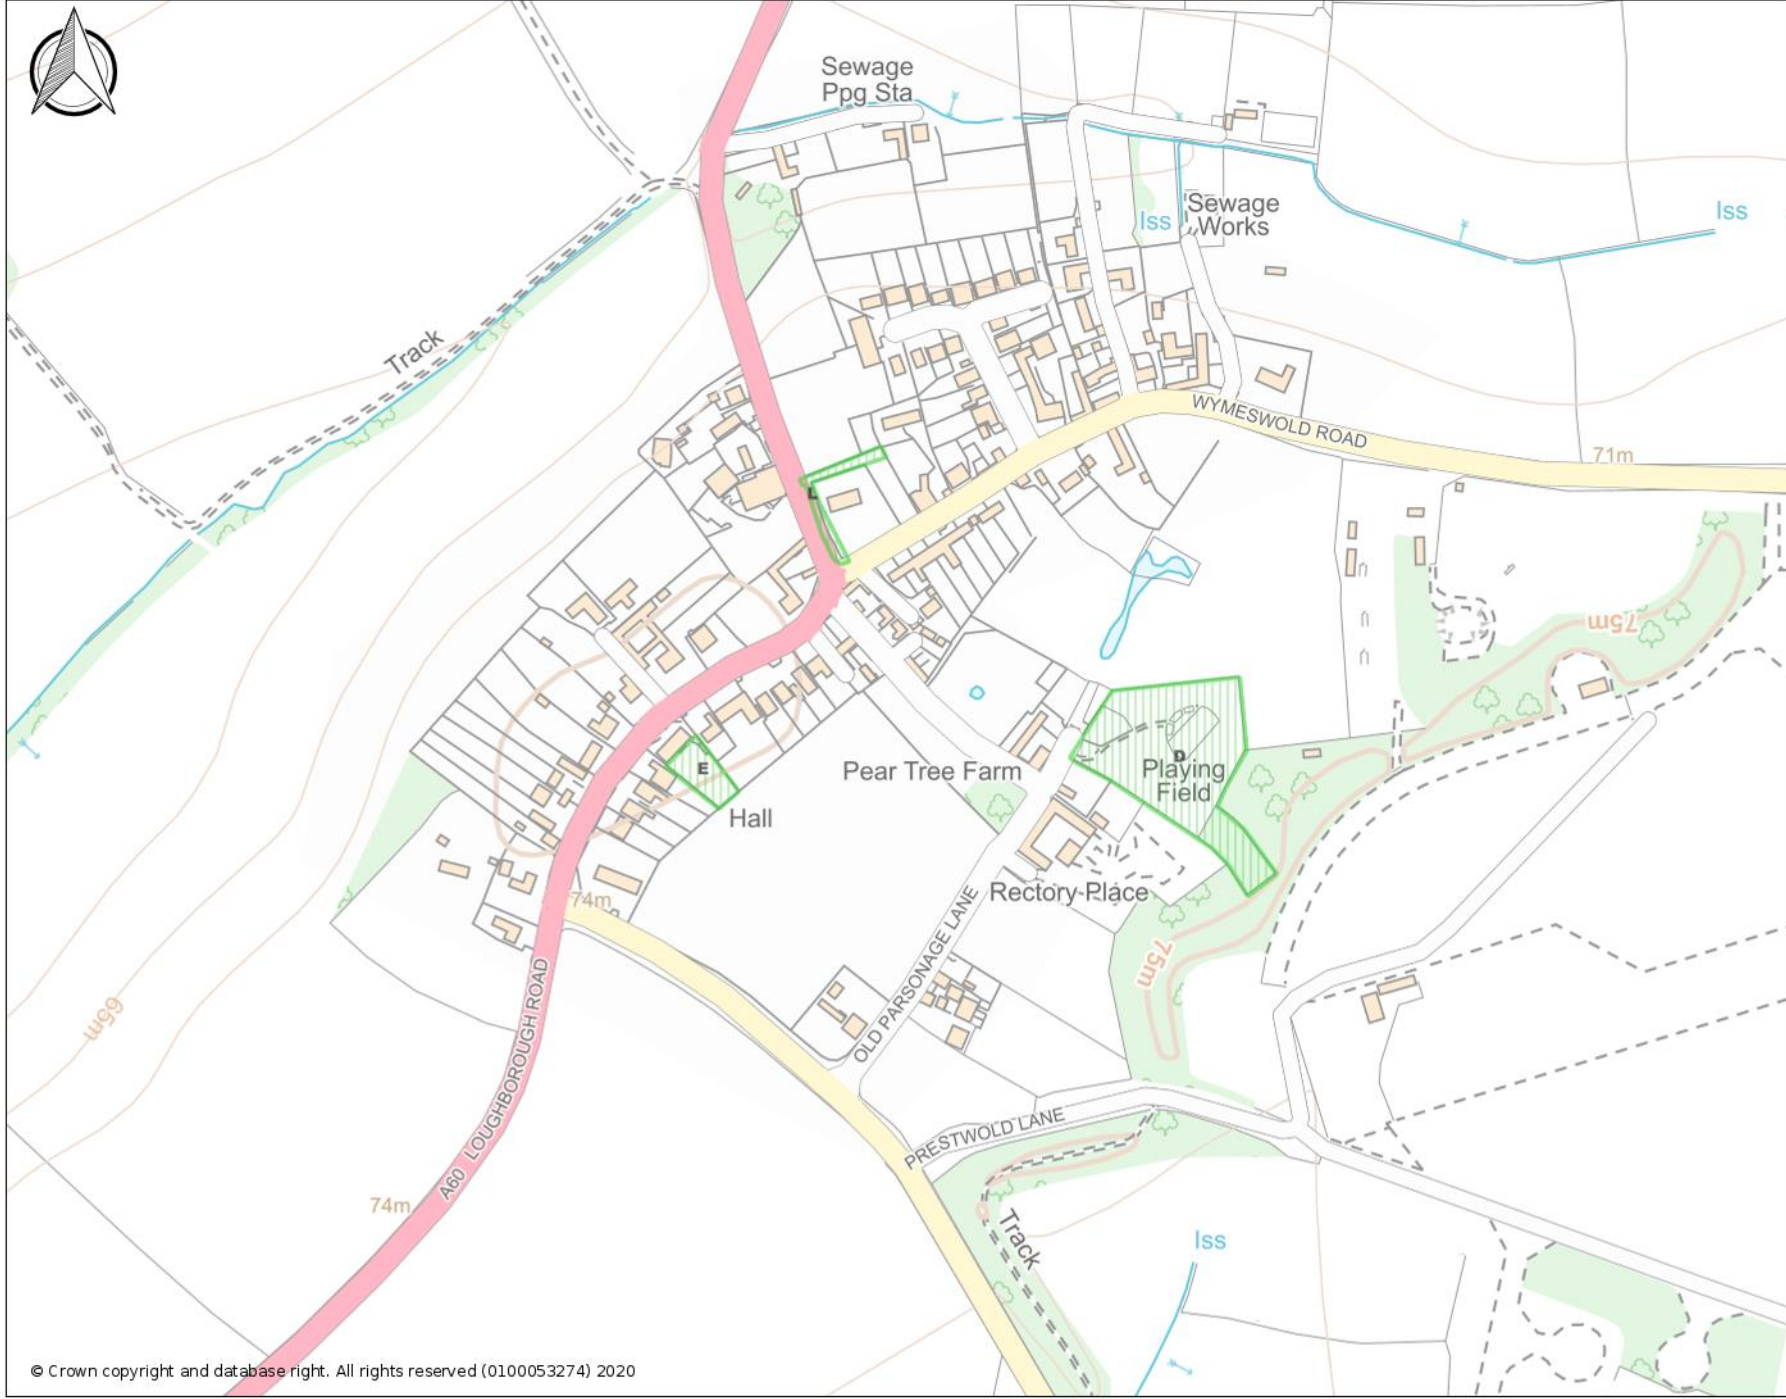 Sewage
Ppg Sta
Sewage
Works
Iss
Iss
Track
WYMESWOLD ROAD
71m
L
75m
E
D
Playing
Field
Pear Tree Farm
Hall
Rectory Place
74m
75m
OLD PARSONAGE LANE
65m
A60 LOUGHBOROUGH ROAD
PRESTWOLD LANE
74m
Track
Iss
© Crown copyright and database right. All rights reserved (0100053274) 2020